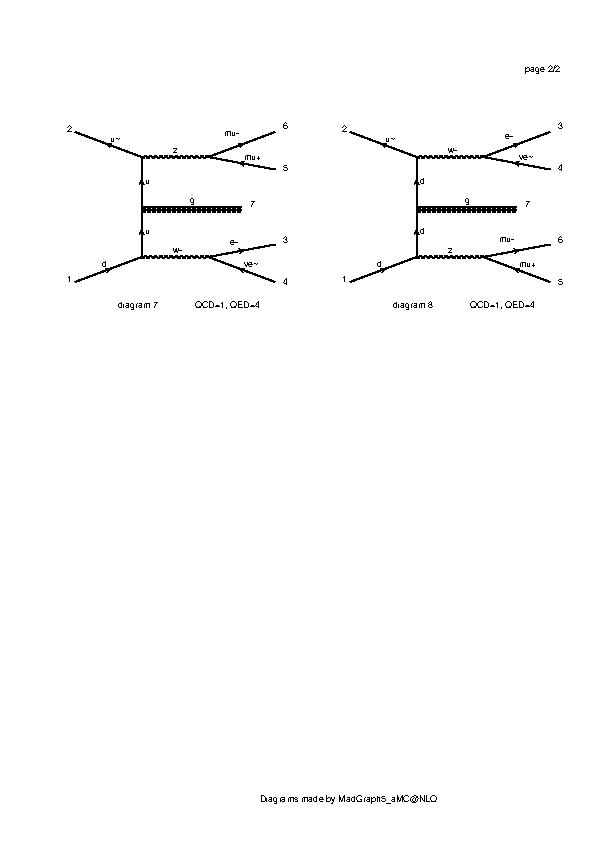 page 2/2
2
u~
z
mu-
6
mu+
5
u
g
7
u
e-
3
w-
d
ve~
1
4
diagram 7 QCD=1, QED=4
2
u~
w-
e-
3
ve~
4
d
g
7
d
mu-
6
z
d
mu+
1
5
diagram 8 QCD=1, QED=4
Diagrams made by MadGraph5_aMC@NLO